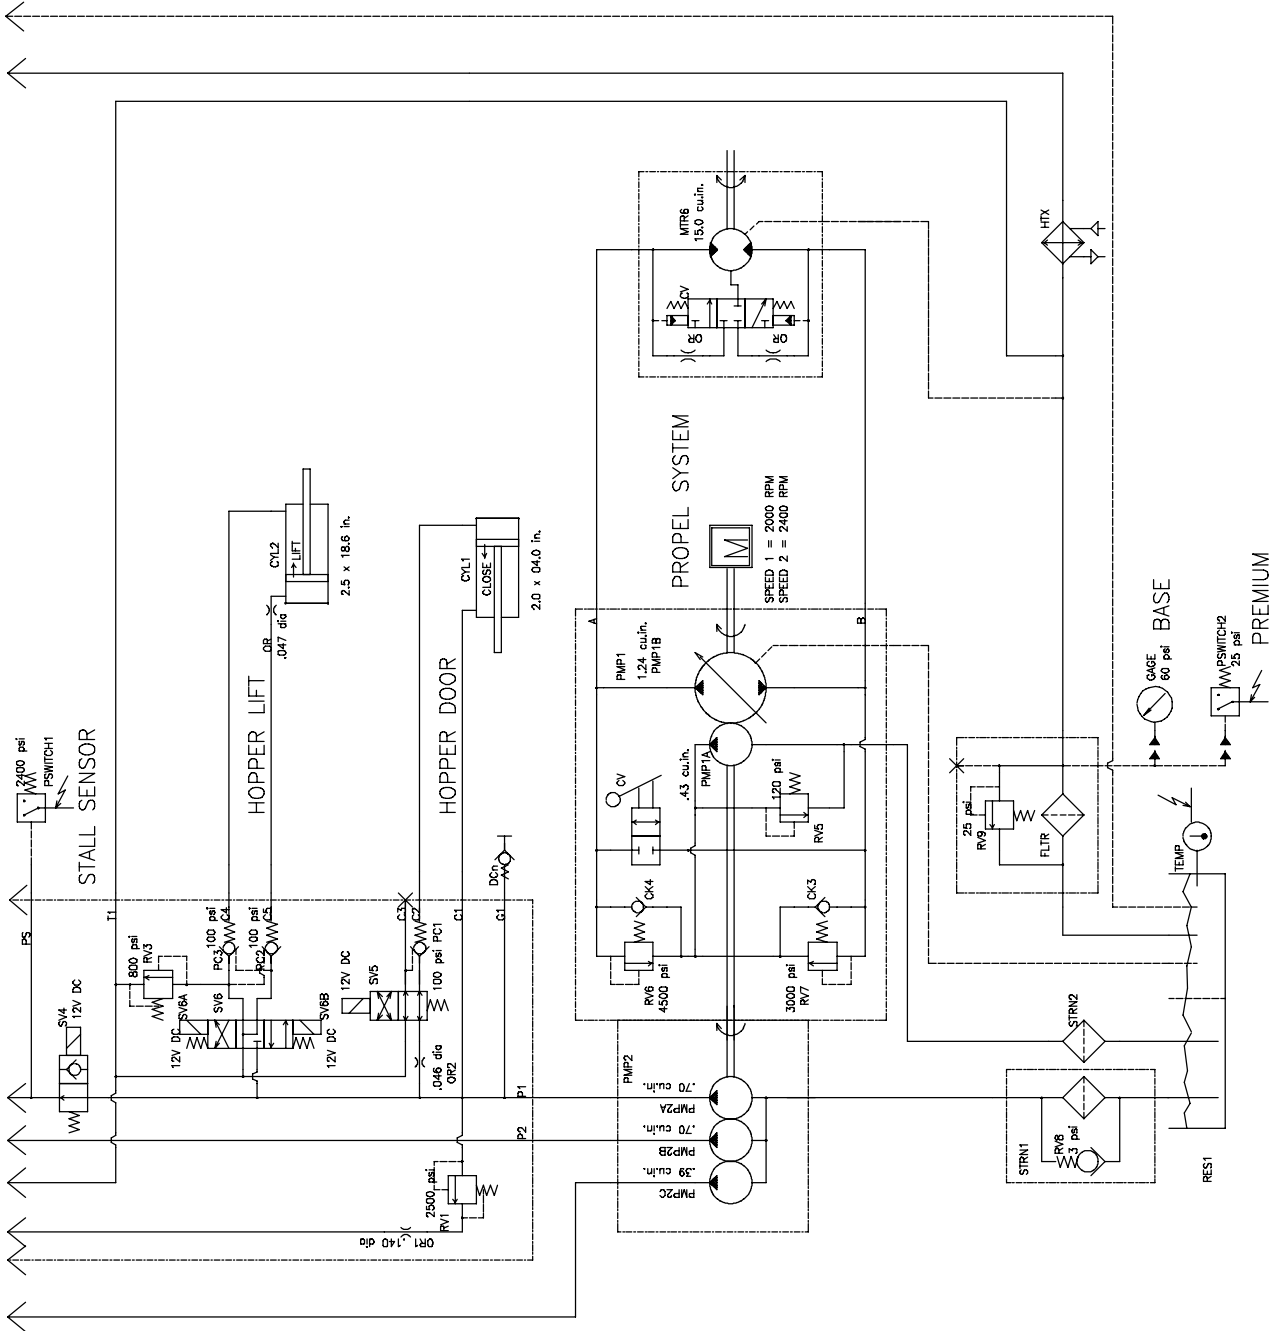 HTX
MTR6
15.0 cu.in.
CV
OR
OR
PROPEL SYSTEM
M
SPEED 1 = 2000 RPM
SPEED 2 = 2400 RPM
CYL2
LIFT
2.5 x 18.6 in.
OR
.047 dia
CYL1
CLOSE
2.0 x 04.0 in.
A
B
PMP1
1.24 cu.in.
PMP1B
HOPPER LIFT
HOPPER DOOR
STALL SENSOR
2400 psi
PSWITCH1
GAGE
60 psi
BASE
PSWITCH2
25 psi
PREMIUM
.43 cu.in.
PMP1A
CV
120 psi
RV5
25 psi
RV9
FLTR
TEMP
DCn
CK4
CK3
PS
T1
C4
C5
C3
C2
C1
G1
100 psi
PC3
100 psi
PC2
PC1
100 psi
800 psi
RV3
RV6
4500 psi
3000 psi
RV7
SV4
12V DC
SV6A
SV6
SV6B
12V DC
12V DC
12V DC
SV5
.046 dia
OR2
STRN2
PMP2
P1
P2
PMP2A
.70 cu.in.
PMP2B
.70 cu.in.
PMP2C
.39 cu.in.
STRN1
RV8
3 psi
RES1
2500 psi
RV1
OR1 .140 dia